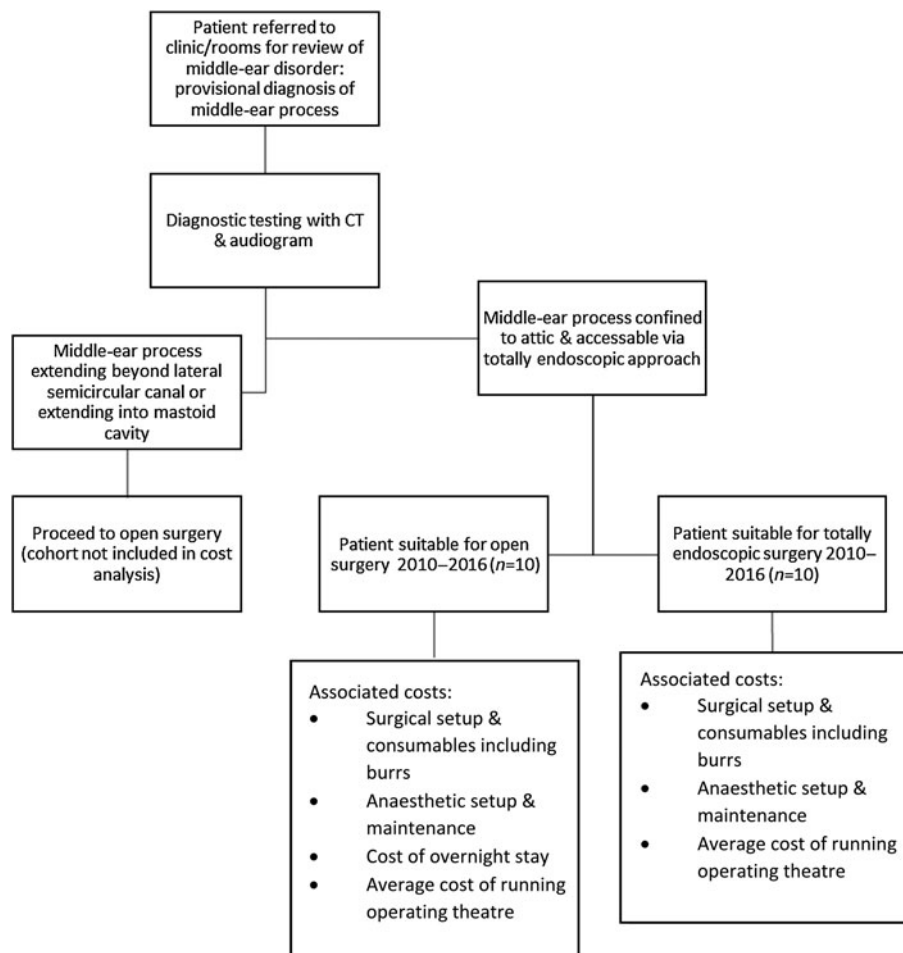 Patient referred to
clinic/rooms for review of
middle-ear disorder:
provisional diagnosis of
middle-ear process
Diagnostic testing with CT
& audiogram
Middle-ear process confined
to attic & accessable via
totally endoscopic approach
Middle-ear process
extending beyond lateral
semicircular canal or
extending into mastoid
cavity
Proceed to open surgery
(cohort not included in cost
analysis)
Patient suitable for open
surgery 2010–2016 (n=10)
Patient suitable for totally
endoscopic surgery 2010–
2016 (n=10)
Associated costs:
• Surgical setup &
consumables including
burrs
• Anaesthetic setup &
maintenance
• Cost of overnight stay
• Average cost of running
operating theatre
Associated costs:
• Surgical setup &
consumables including
burrs
• Anaesthetic setup &
maintenance
• Average cost of running
operating theatre